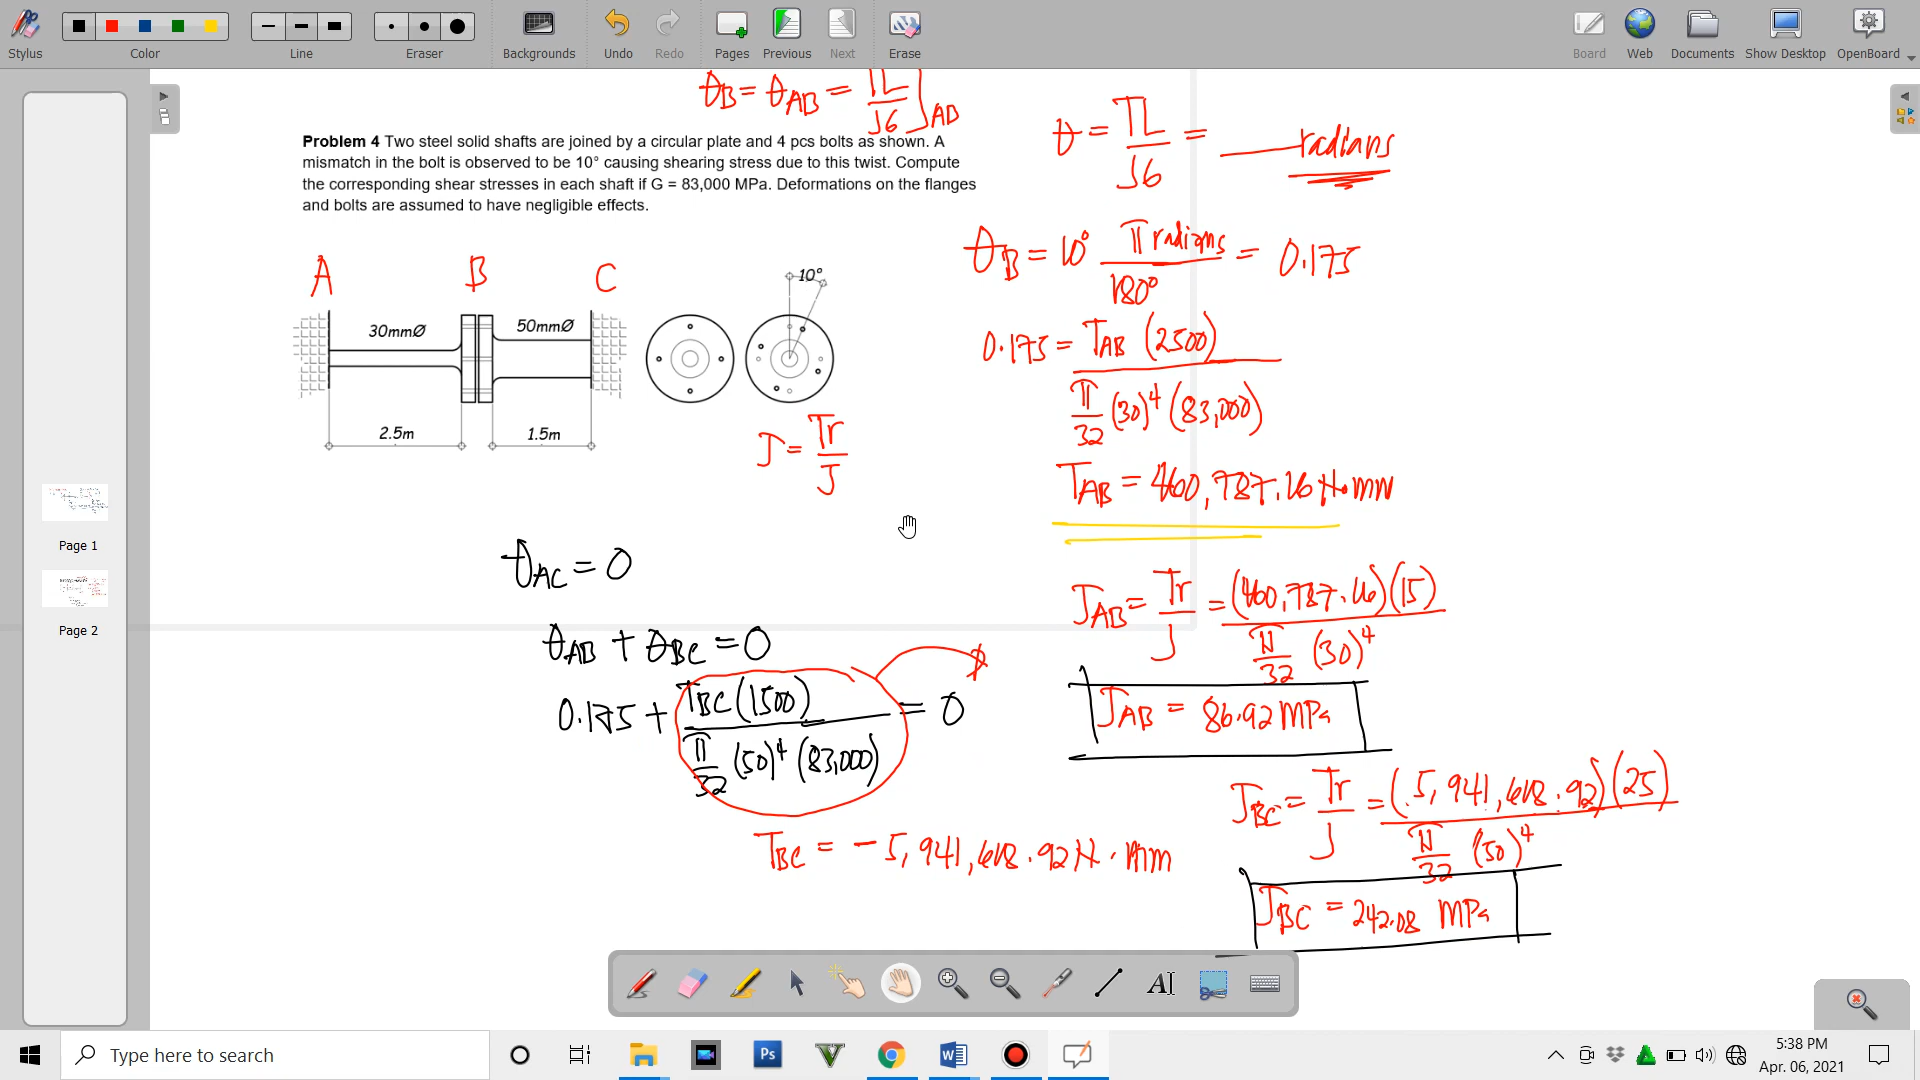 Stylus
Color
Line
Eraser
Backgrounds
Undo
Redo
Pages
Previous
Next
Erase
Board
Web
Documents
Show Desktop
OpenBoard
Page 1
Page 2
θB = θAB = TL/JG]AB
Problem 4 Two steel solid shafts are joined by a circular plate and 4 pcs bolts as shown. A
mismatch in the bolt is observed to be 10° causing shearing stress due to this twist. Compute
the corresponding shear stresses in each shaft if G = 83,000 MPa. Deformations on the flanges
and bolts are assumed to have negligible effects.
A
B
C
30mmØ
50mmØ
2.5m
1.5m
10°
τ = Tr/J
θ = TL/JG = ___ radians
θB = 10° π radians/180° = 0.175
0.175 = TAB (2500)
π/32 (30)⁴ (83,000)
TAB = 460,787.16 N·mm
τAB = Tr/J = (460,787.16)(15)
π/32 (30)⁴
τAB = 86.92 MPa
θAC = 0
θAB + θBC = 0
0.175 + TBC (1500) = 0
π/32 (50)⁴ (83,000)
TBC = -5,941,618.92 N·mm
τBC = Tr/J = (5,941,618.92)(25)
π/32 (50)⁴
τBC = 242.08 MPa
Type here to search
5:38 PM
Apr. 06, 2021